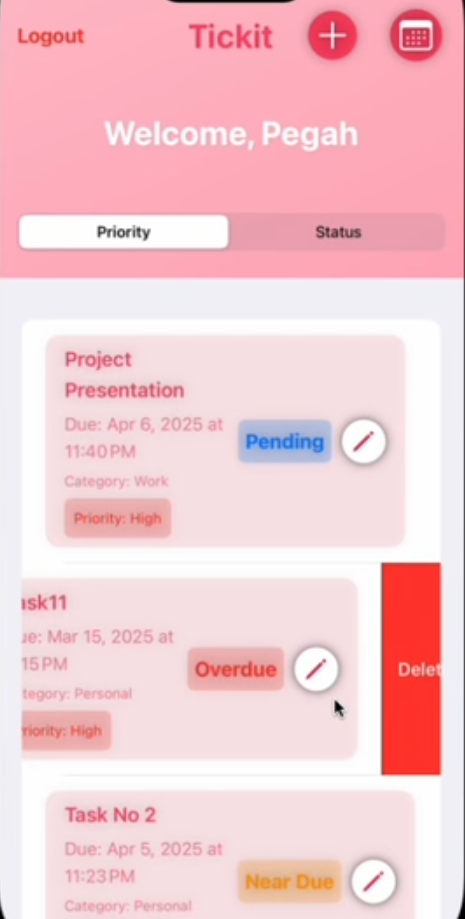 Logout Tickit
Welcome, Pegah
Priority Status
Project
Presentation
Due: Apr 6, 2025 at
11:40 PM
Pending
Category: Work
Priority: High
ask11
ue: Mar 15, 2025 at
15 PM
Overdue
Delet
tegory: Personal
riority: High
Task No 2
Due: Apr 5, 2025 at
11:23 PM
Near Due
Category: Personal